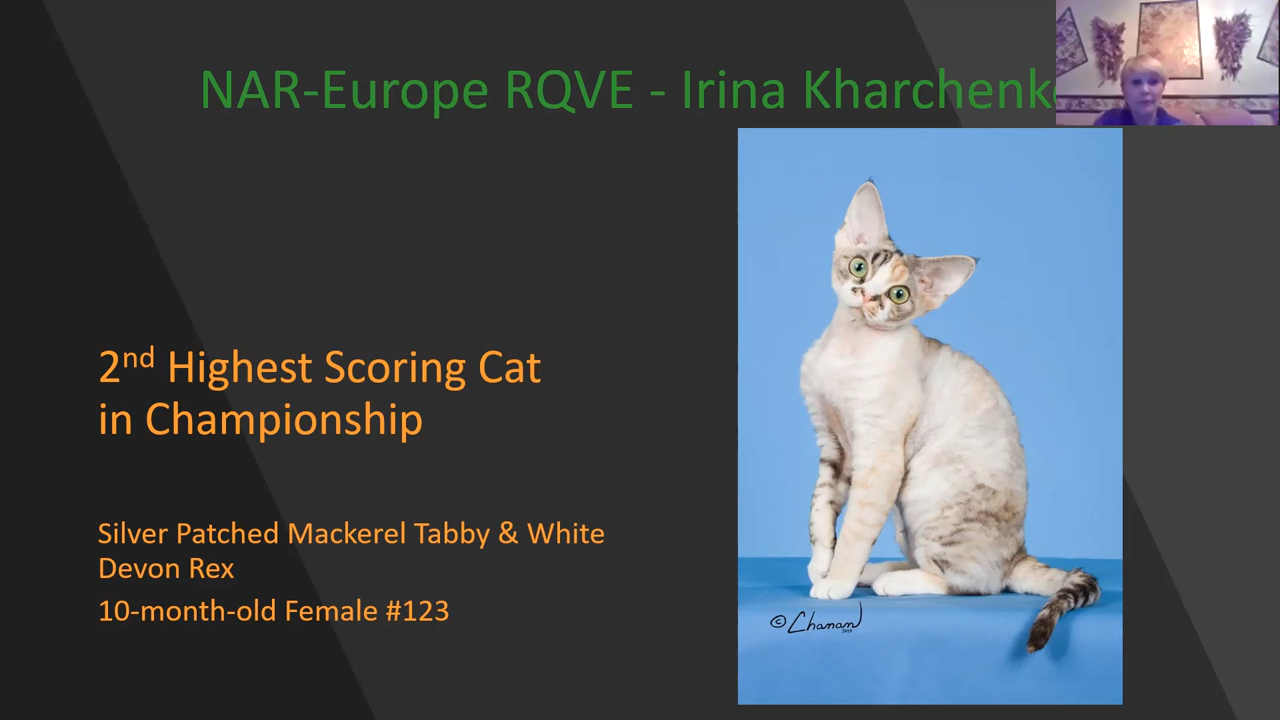 NAR-Europe RQVE - Irina Kharchenk
2nd Highest Scoring Cat
in Championship
Silver Patched Mackerel Tabby & White
Devon Rex
10-month-old Female #123
© Chanan
2019